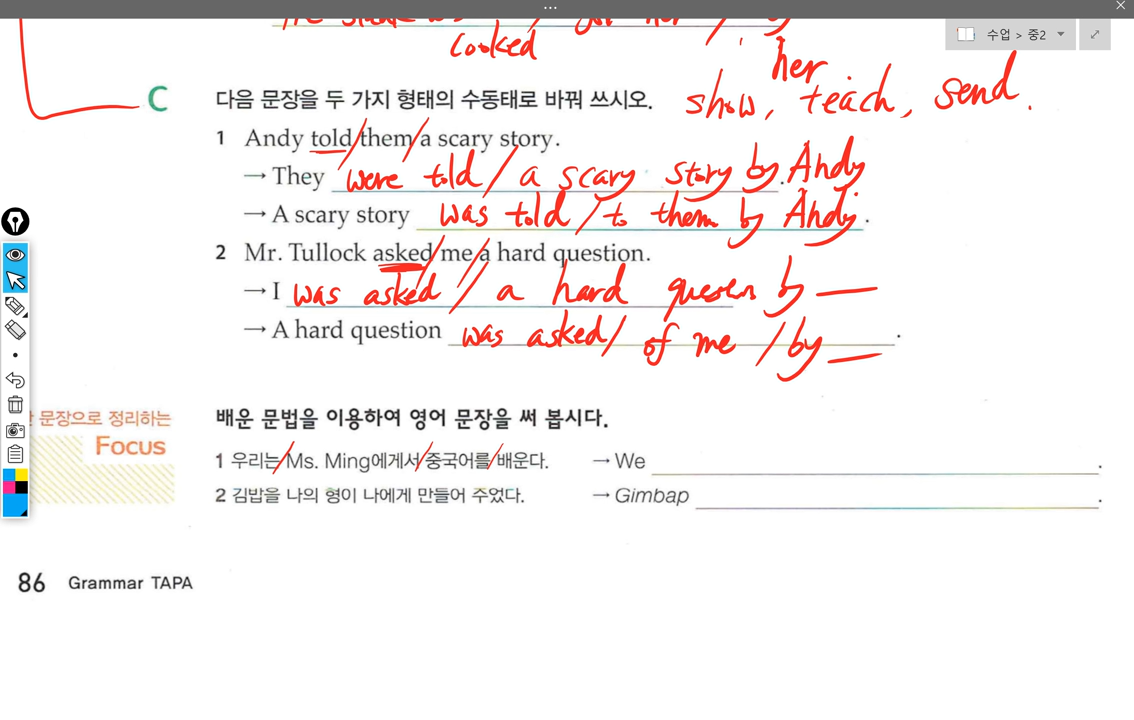 수업 > 중2
cooked
her
C 다음 문장을 두 가지 형태의 수동태로 바꿔 쓰시오. show, teach, send.
1 Andy told/them/a scary story.
→ They were told / a scary story by Andy.
→ A scary story was told / to them by Andy.
2 Mr. Tullock asked/me/a hard question.
→ I was asked // a hard by —
→ A hard question was asked/ of me / by —.
문장으로 정리하는
Focus
배운 문법을 이용하여 영어 문장을 써 봅시다.
1 우리는/Ms. Ming에게서/중국어를/배운다. → We .
2 김밥을 나의 형이 나에게 만들어 주었다. → Gimbap .
86 Grammar TAPA